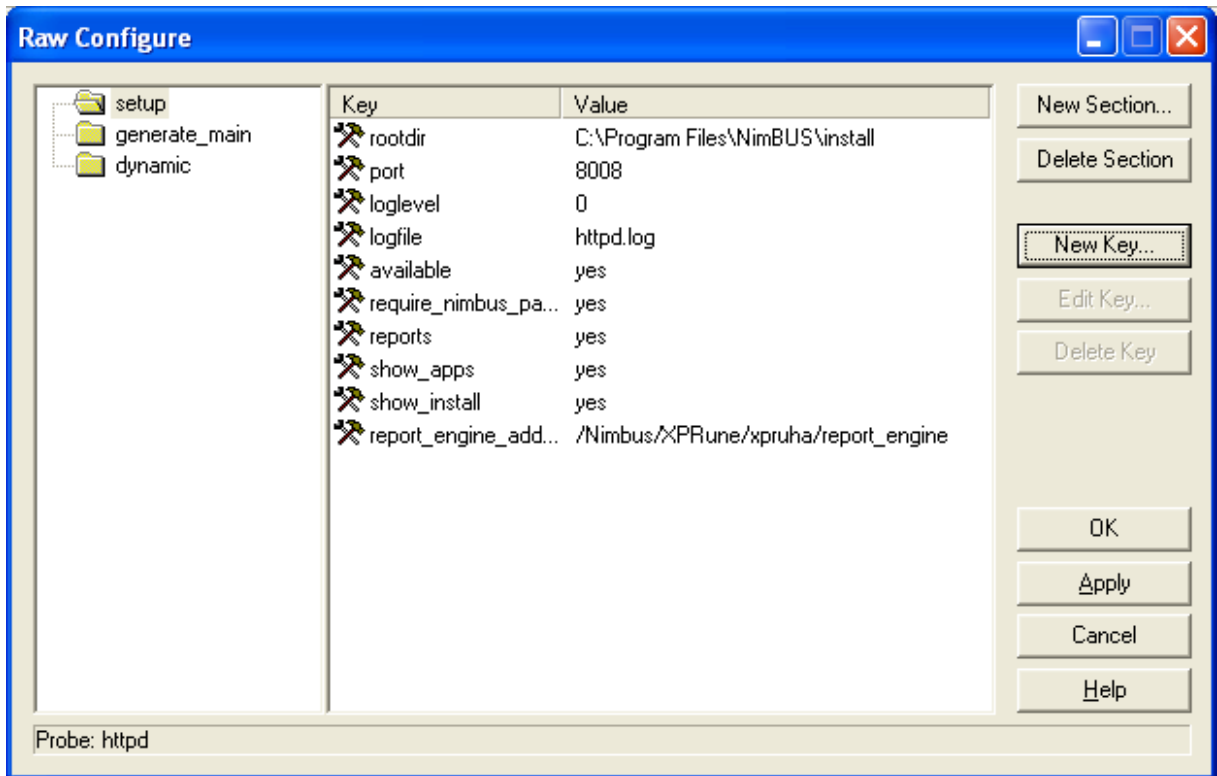 Raw Configure
setup
generate_main
dynamic
Key Value
rootdir C:\Program Files\NimBUS\install
port 8008
loglevel 0
logfile httpd.log
available yes
require_nimbus_pa... yes
reports yes
show_apps yes
show_install yes
report_engine_add... /Nimbus/XPRune/xpruha/report_engine
New Section...
Delete Section
New Key...
Edit Key...
Delete Key
OK
Apply
Cancel
Help
Probe: httpd